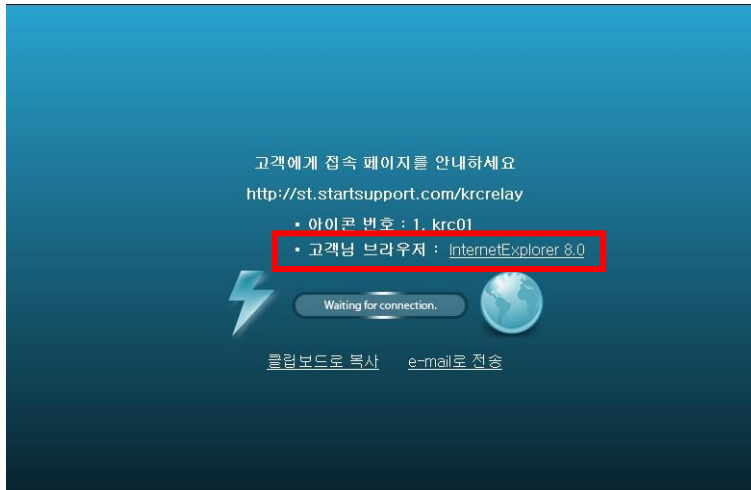 고객에게 접속 페이지를 안내하세요
http://st.startsupport.com/krcrelay
▪ 아이콘 번호 : 1, krc01
▪ 고객님 브라우저 : InternetExplorer 8.0
Waiting for connection.
클립보드로 복사 e-mail로 전송